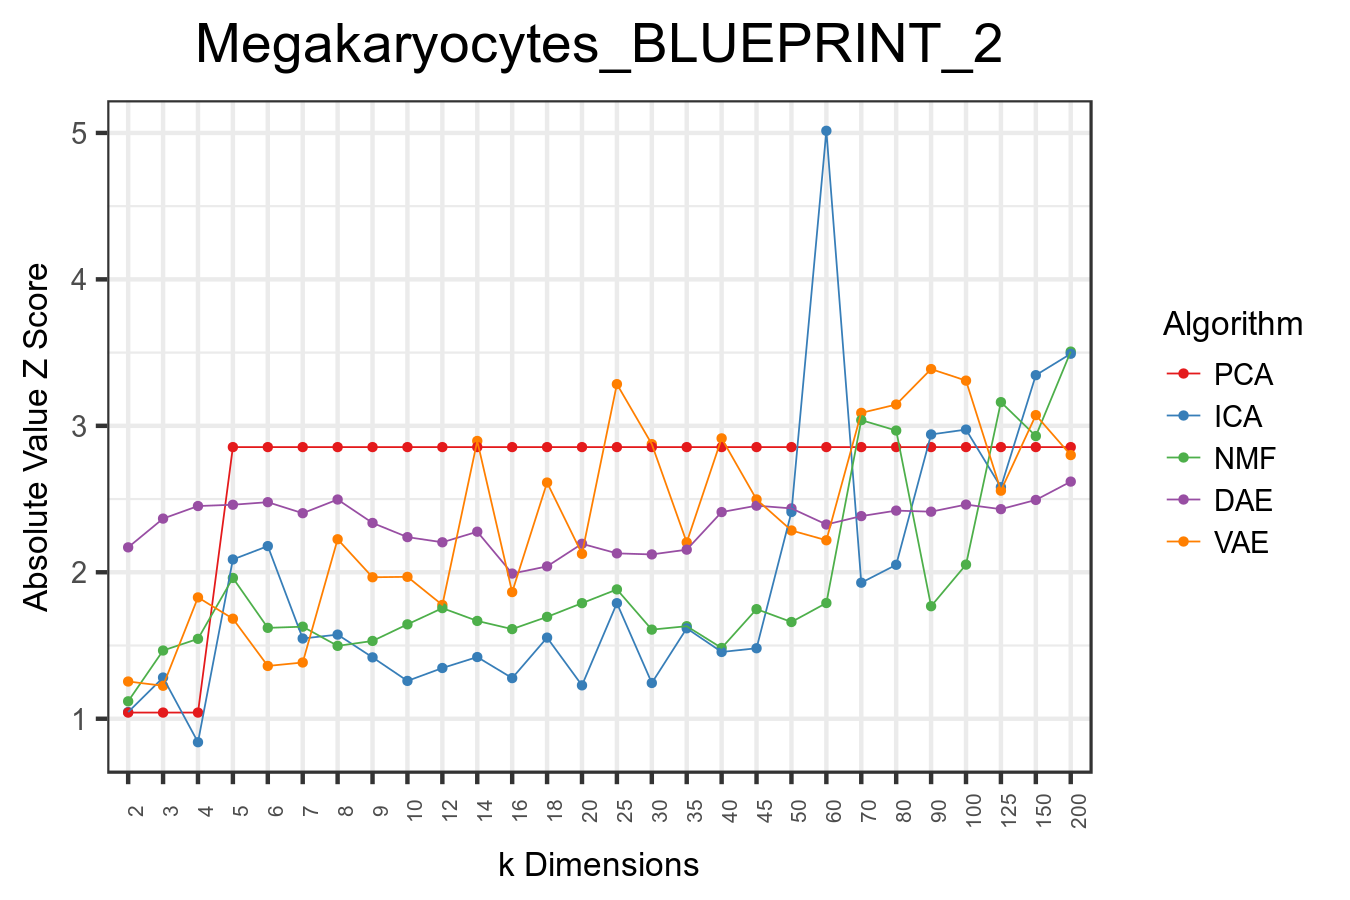 Megakaryocytes_BLUEPRINT_2
Absolute Value Z Score
5
4
3
2
1
2 3 4 5 6 7 8 9 10 12 14 16 18 20 25 30 35 40 45 50 60 70 80 90 100 125 150 200
k Dimensions
Algorithm
PCA
ICA
NMF
DAE
VAE